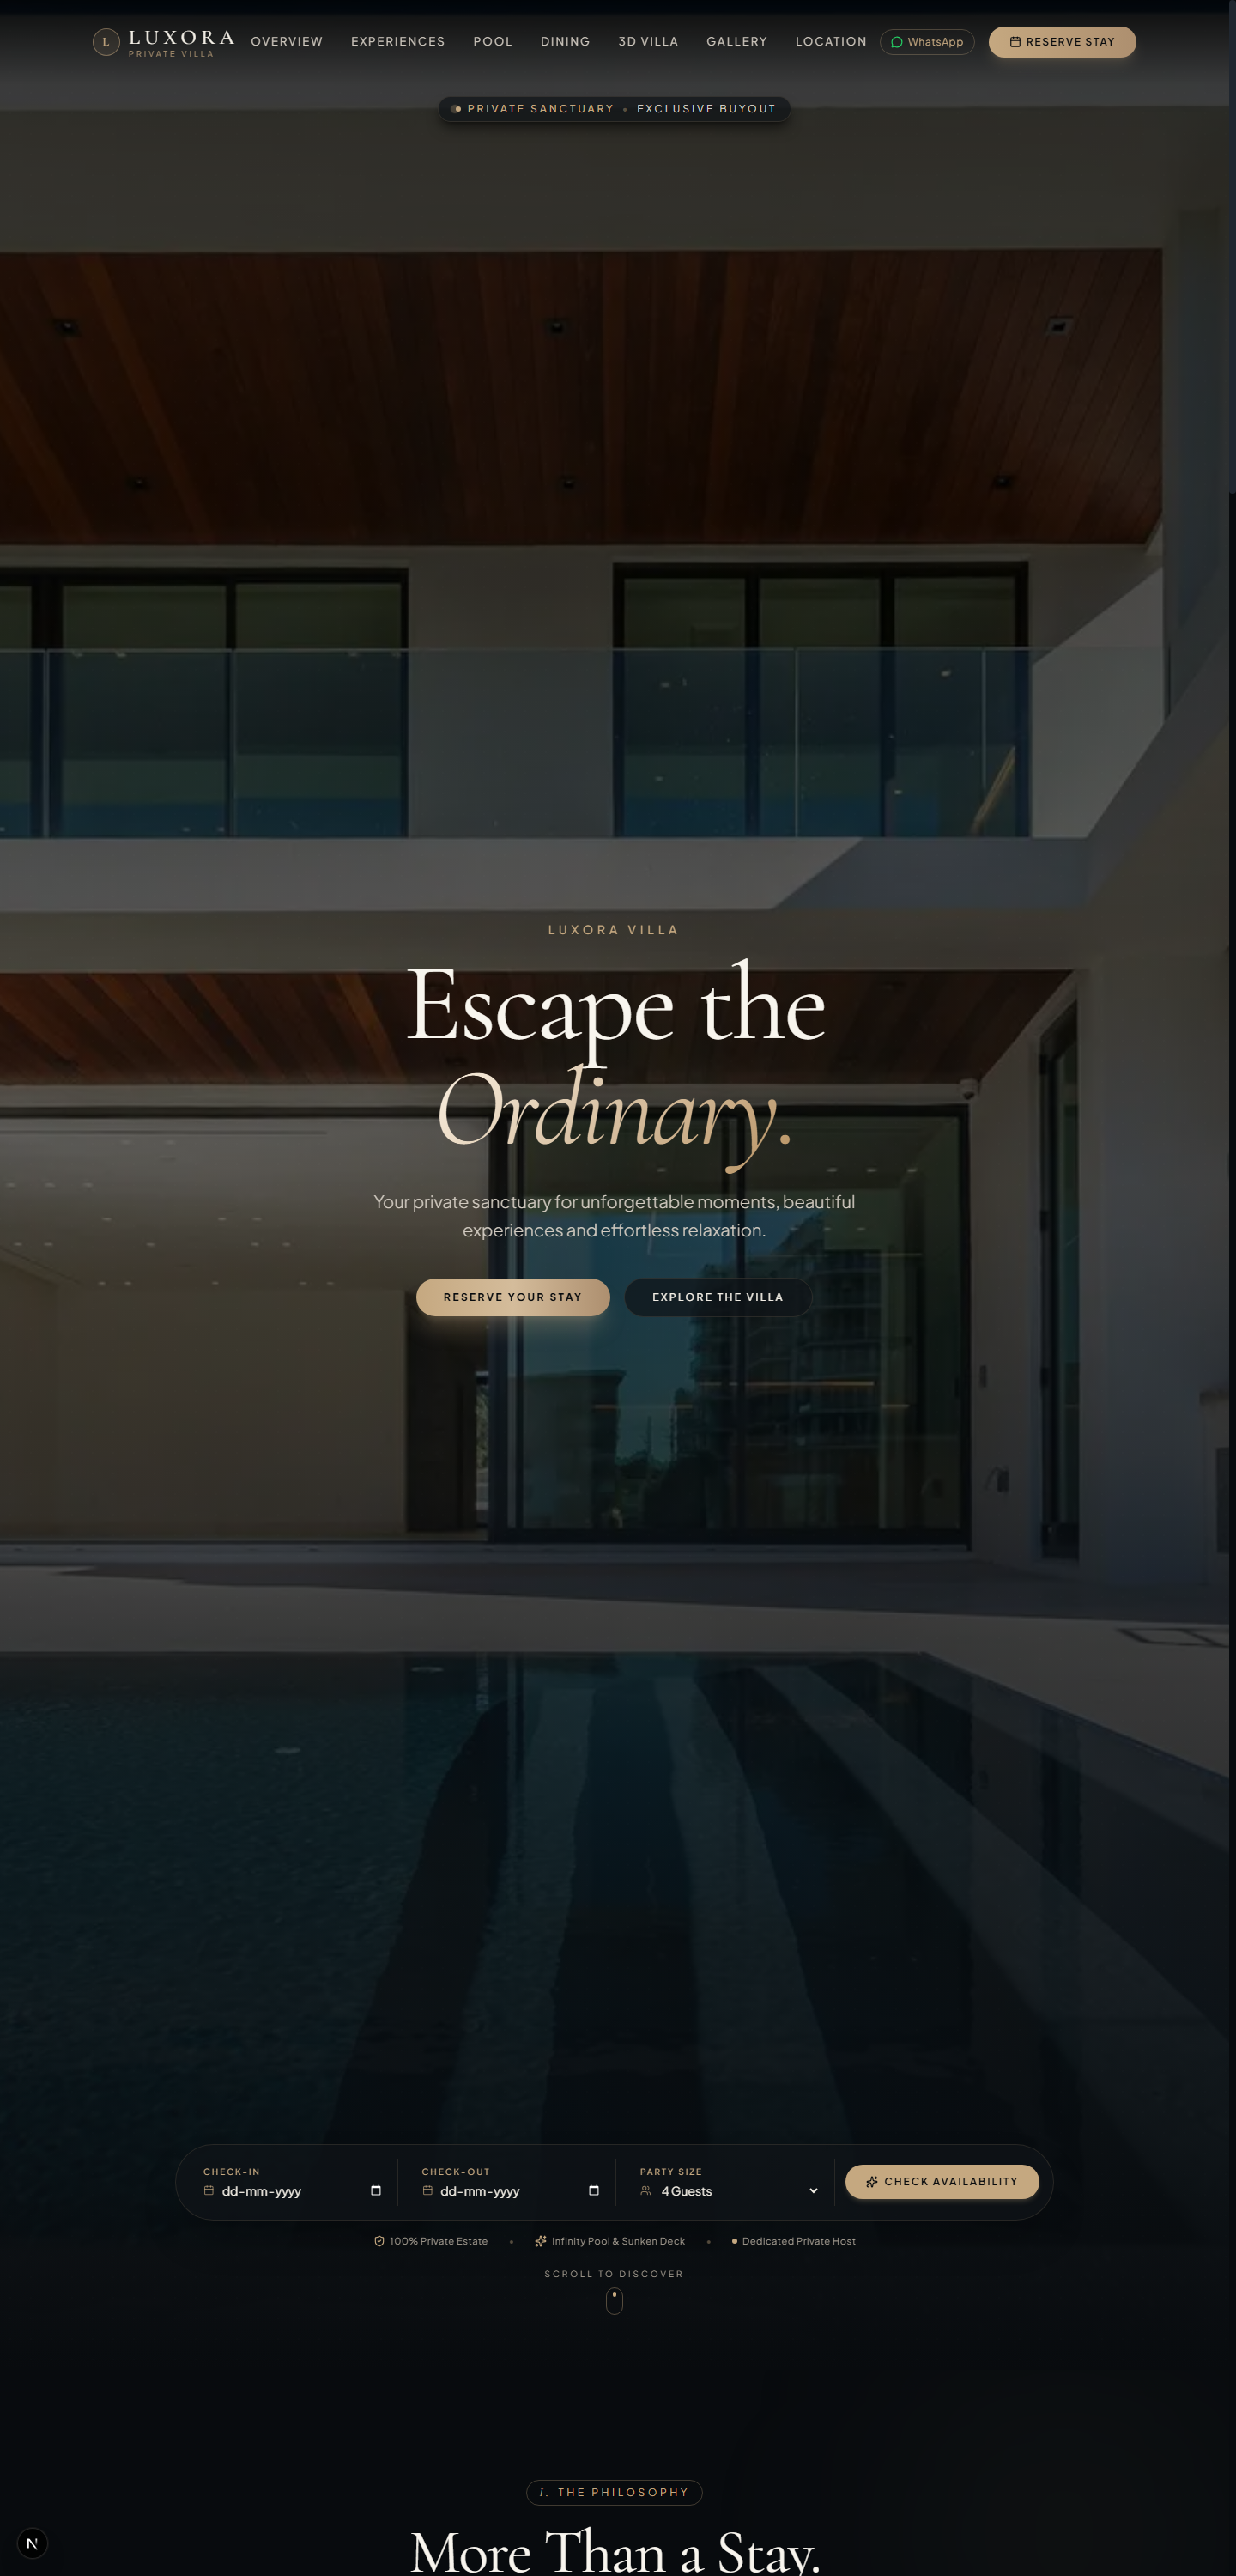 L
LUXORA
PRIVATE VILLA
OVERVIEW
EXPERIENCES
POOL
DINING
3D VILLA
GALLERY
LOCATION
WhatsApp
RESERVE STAY
PRIVATE SANCTUARY • EXCLUSIVE BUYOUT
LUXORA VILLA
Escape the
Ordinary.
Your private sanctuary for unforgettable moments, beautiful
experiences and effortless relaxation.
RESERVE YOUR STAY
EXPLORE THE VILLA
CHECK-IN
dd-mm-yyyy
CHECK-OUT
dd-mm-yyyy
PARTY SIZE
4 Guests
CHECK AVAILABILITY
100% Private Estate • Infinity Pool & Sunken Deck • Dedicated Private Host
SCROLL TO DISCOVER
I. THE PHILOSOPHY
N
More Than a Stay.